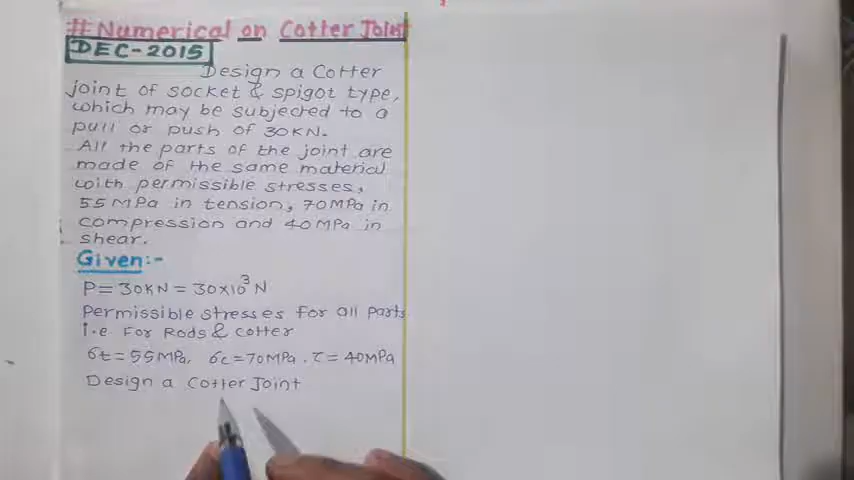 #Numerical on Cotter Joint
DEC-2015
Design a Cotter
joint of socket & spigot type,
which may be subjected to a
pull or push of 30KN.
All the parts of the joint are
made of the same material
with permissible stresses,
55MPa in tension, 70MPa in
compression and 40MPa in
shear.
Given:-
P=30KN = 30x10³ N
Permissible stresses for all parts
i.e for Rods & cotter
σt=55MPa, σc=70MPa. τ=40MPa
Design a Cotter Joint